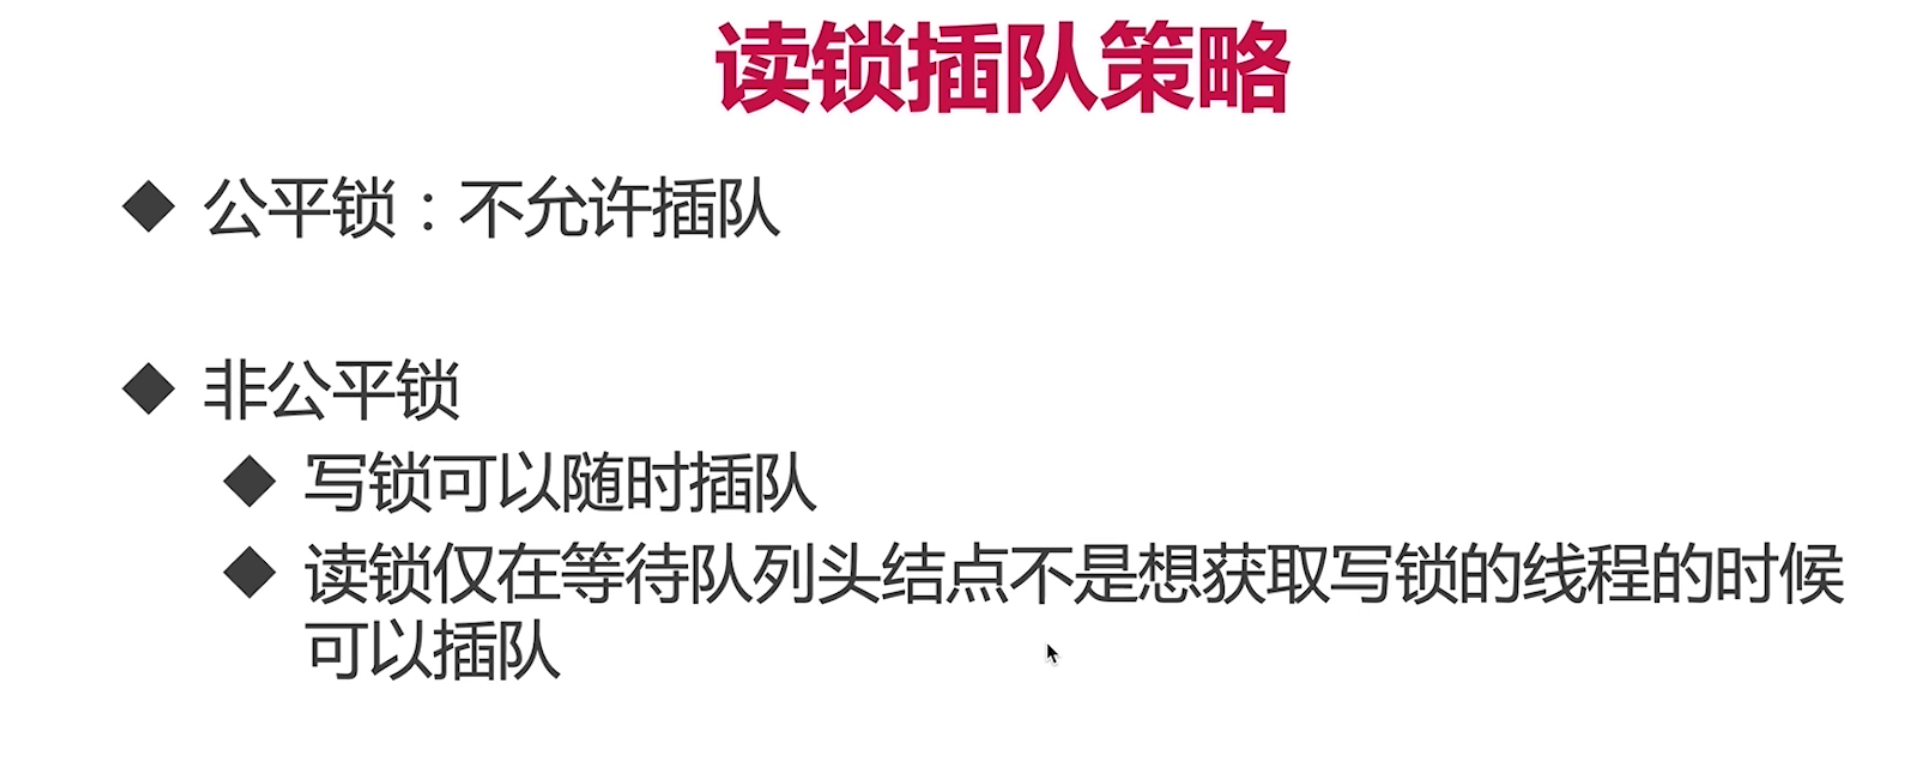 读锁插队策略
公平锁：不允许插队
非公平锁
写锁可以随时插队
读锁仅在等待队列头结点不是想获取写锁的线程的时候
可以插队